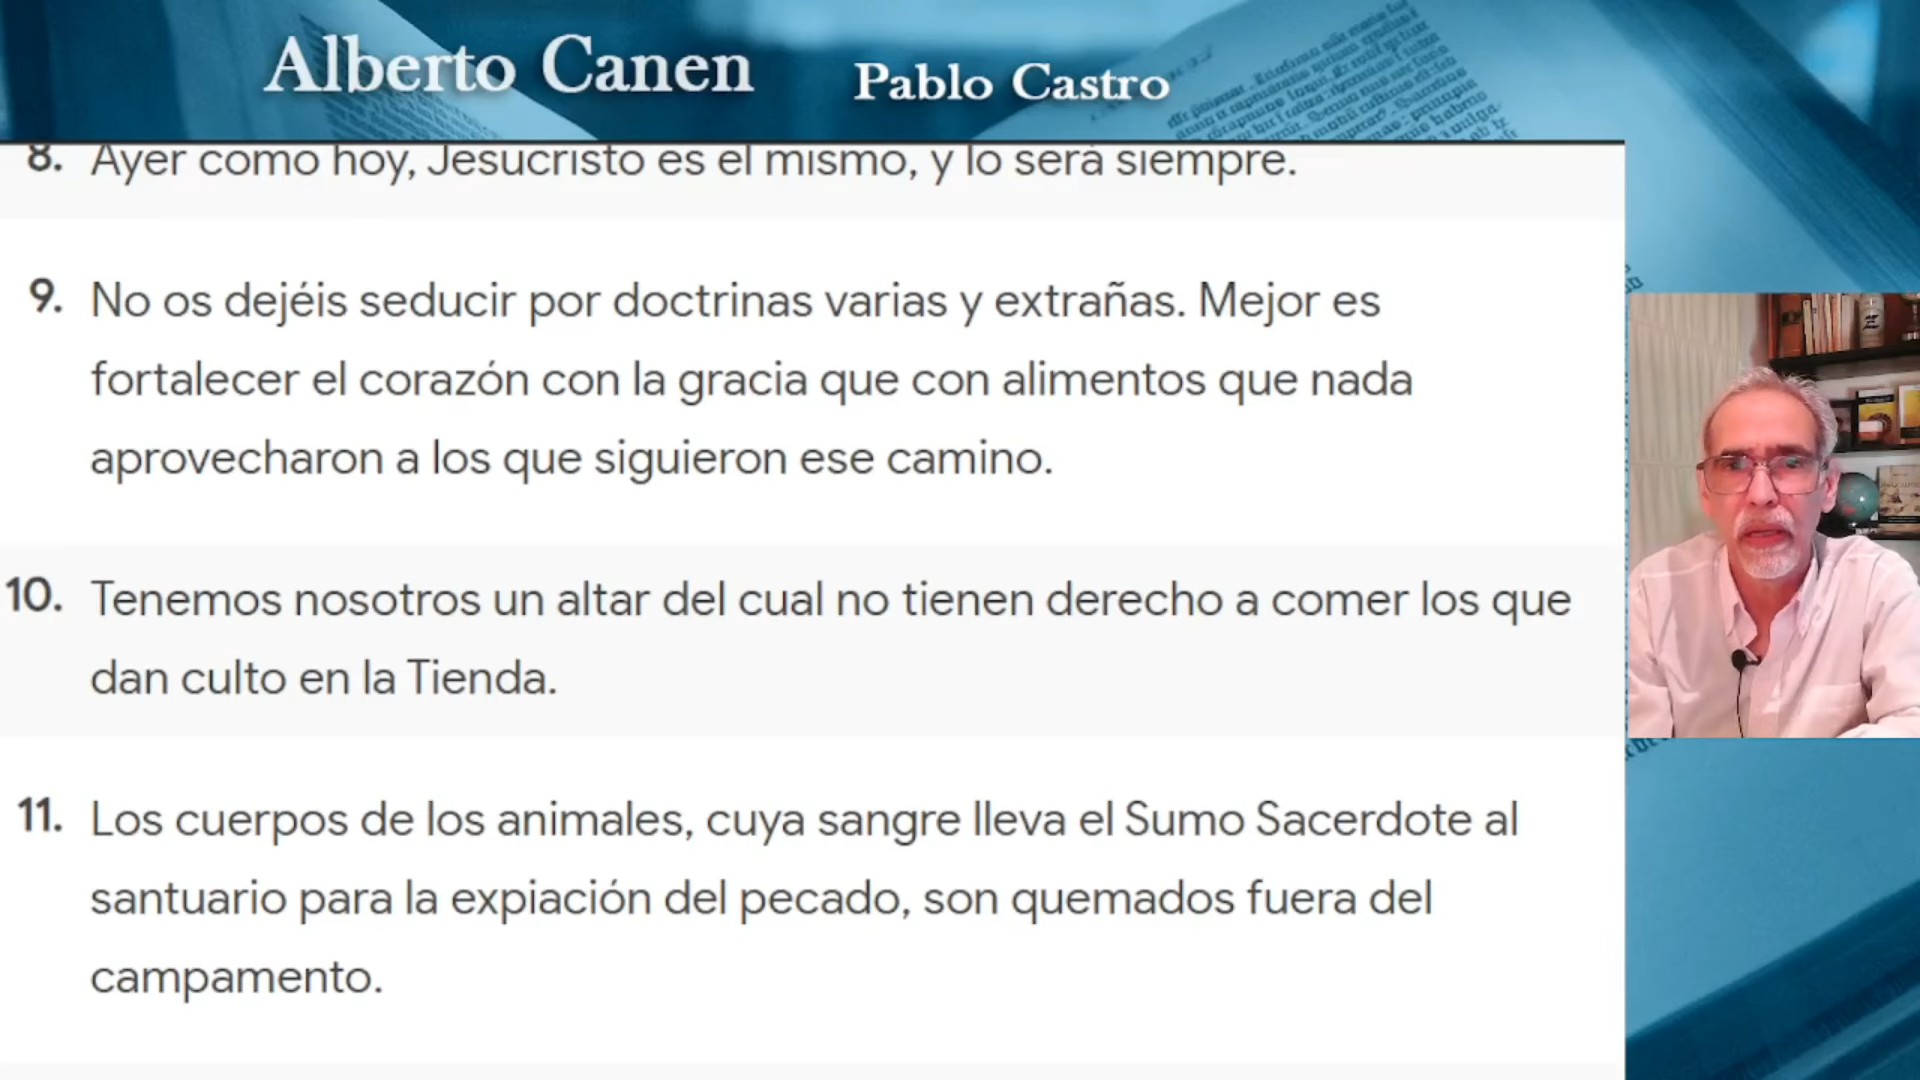 Alberto Canen
Pablo Castro
8. Ayer como hoy, Jesucristo es el mismo, y lo será siempre.
9. No os dejéis seducir por doctrinas varias y extrañas. Mejor es
fortalecer el corazón con la gracia que con alimentos que nada
aprovecharon a los que siguieron ese camino.
10. Tenemos nosotros un altar del cual no tienen derecho a comer los que
dan culto en la Tienda.
11. Los cuerpos de los animales, cuya sangre lleva el Sumo Sacerdote al
santuario para la expiación del pecado, son quemados fuera del
campamento.